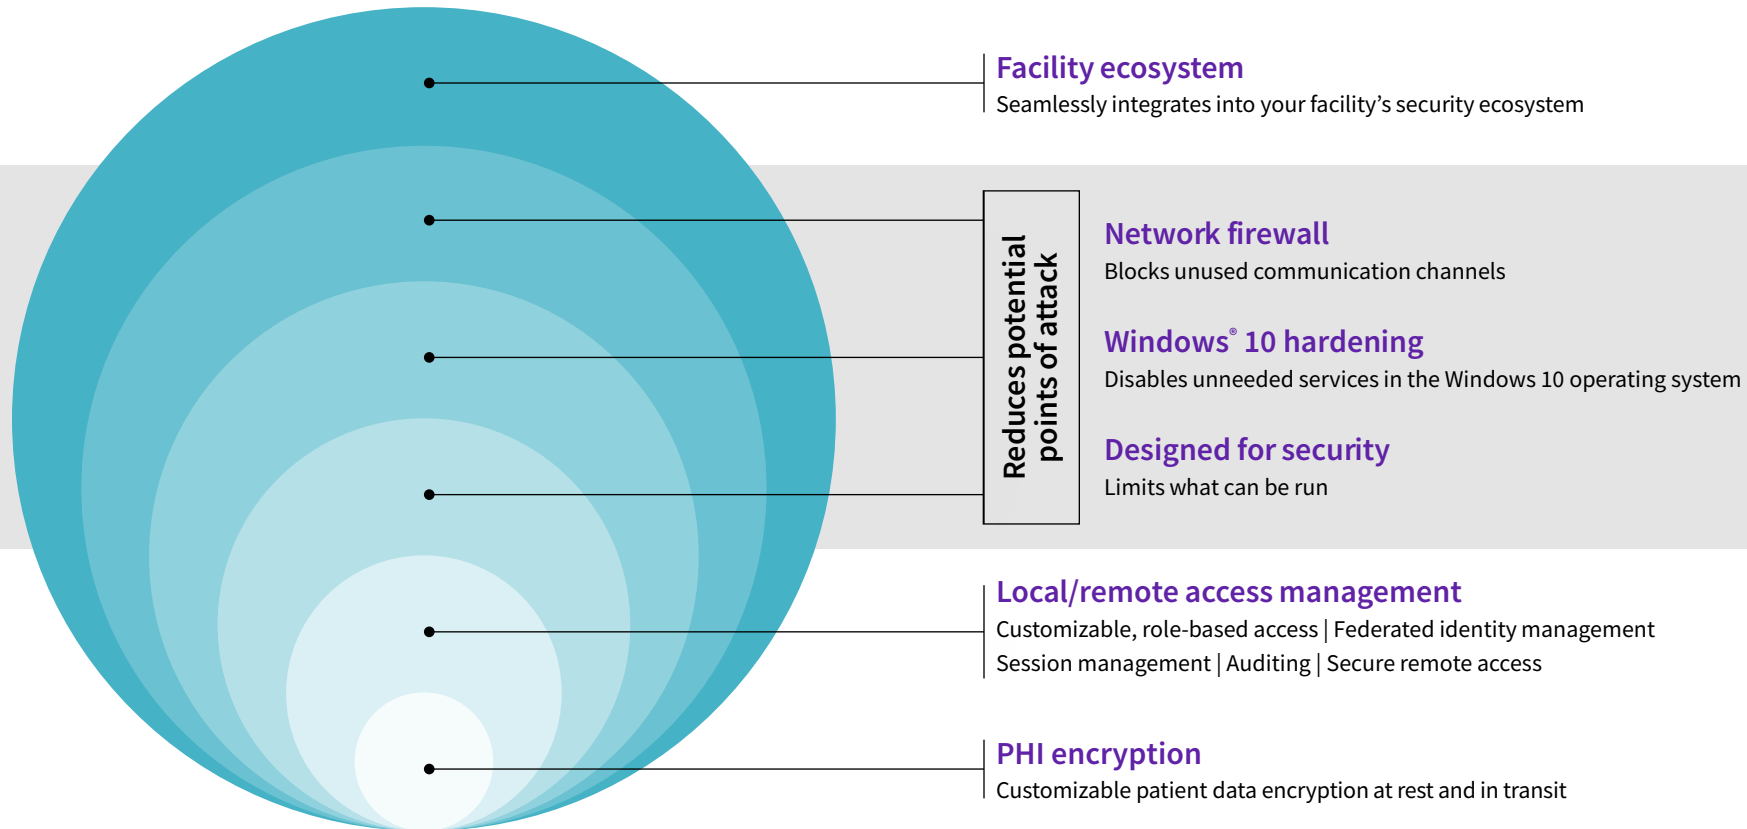 Facility ecosystem
Seamlessly integrates into your facility’s security ecosystem
Reduces potential
points of attack
Network firewall
Blocks unused communication channels
Windows® 10 hardening
Disables unneeded services in the Windows 10 operating system
Designed for security
Limits what can be run
Local/remote access management
Customizable, role-based access | Federated identity management
Session management | Auditing | Secure remote access
PHI encryption
Customizable patient data encryption at rest and in transit